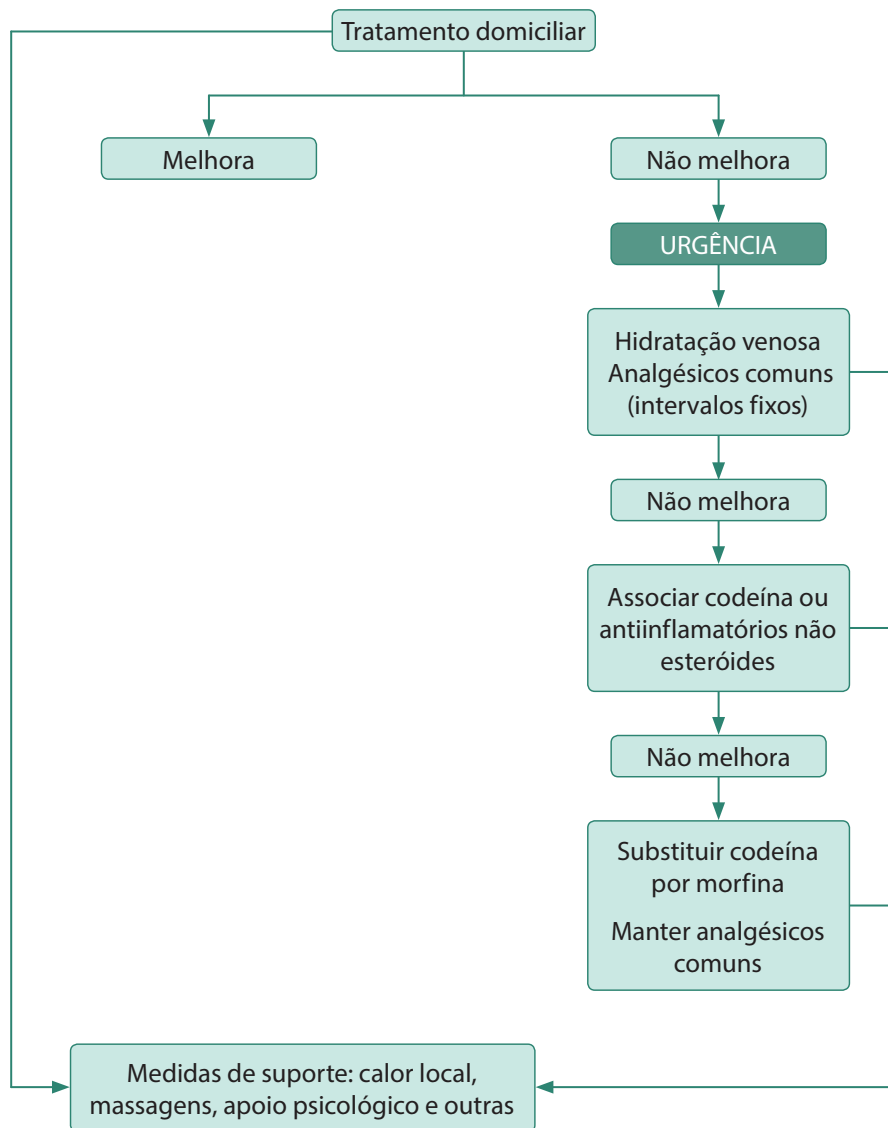 Tratamento domiciliar
Melhora
Não melhora
URGÊNCIA
Hidratação venosa
Analgésicos comuns
(intervalos fixos)
Não melhora
Associar codeína ou
antiinflamatórios não
esteróides
Não melhora
Substituir codeína
por morfina
Manter analgésicos
comuns
Medidas de suporte: calor local,
massagens, apoio psicológico e outras